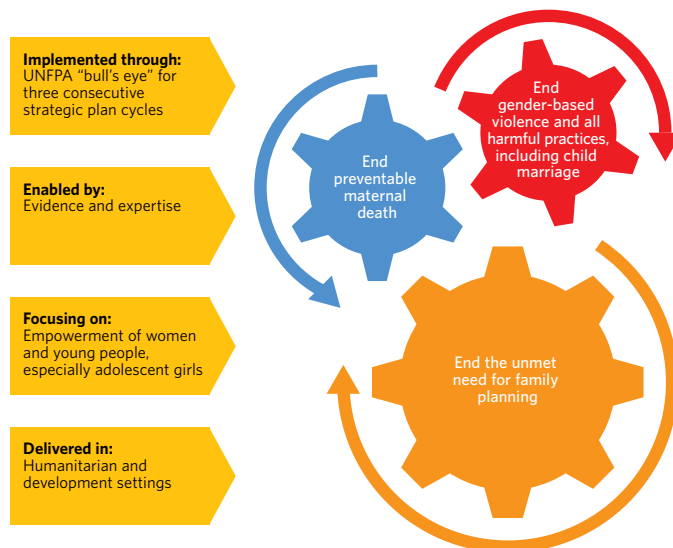 Implemented through:
UNFPA “bull’s eye” for
three consecutive
strategic plan cycles
Enabled by:
Evidence and expertise
Focusing on:
Empowerment of women
and young people,
especially adolescent girls
Delivered in:
Humanitarian and
development settings
End
preventable
maternal
death
End
gender-based
violence and all
harmful practices,
including child
marriage
End the unmet
need for family
planning